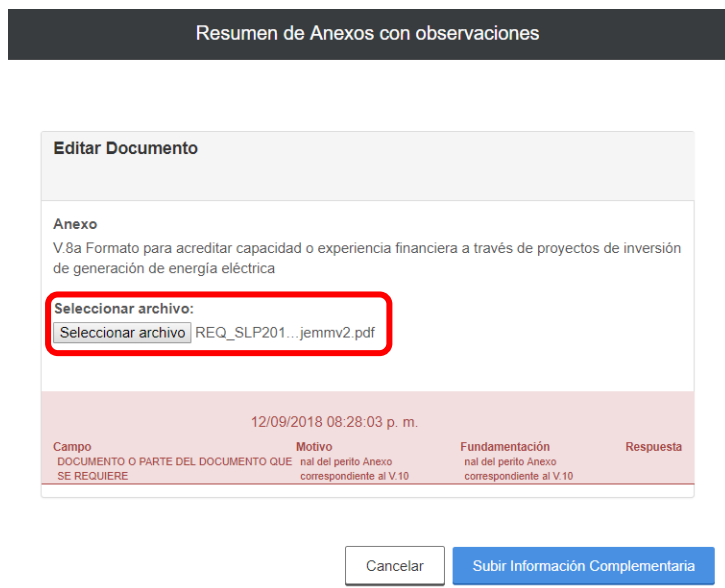 Resumen de Anexos con observaciones
Editar Documento
Anexo
V.8a Formato para acreditar capacidad o experiencia financiera a través de proyectos de inversión
de generación de energía eléctrica
Seleccionar archivo:
Seleccionar archivo REQ_SLP201...jemmv2.pdf
12/09/2018 08:28:03 p. m.
Campo Motivo Fundamentación Respuesta
DOCUMENTO O PARTE DEL DOCUMENTO QUE nal del perito Anexo nal del perito Anexo
SE REQUIERE correspondiente al V.10 correspondiente al V.10
Cancelar Subir Información Complementaria